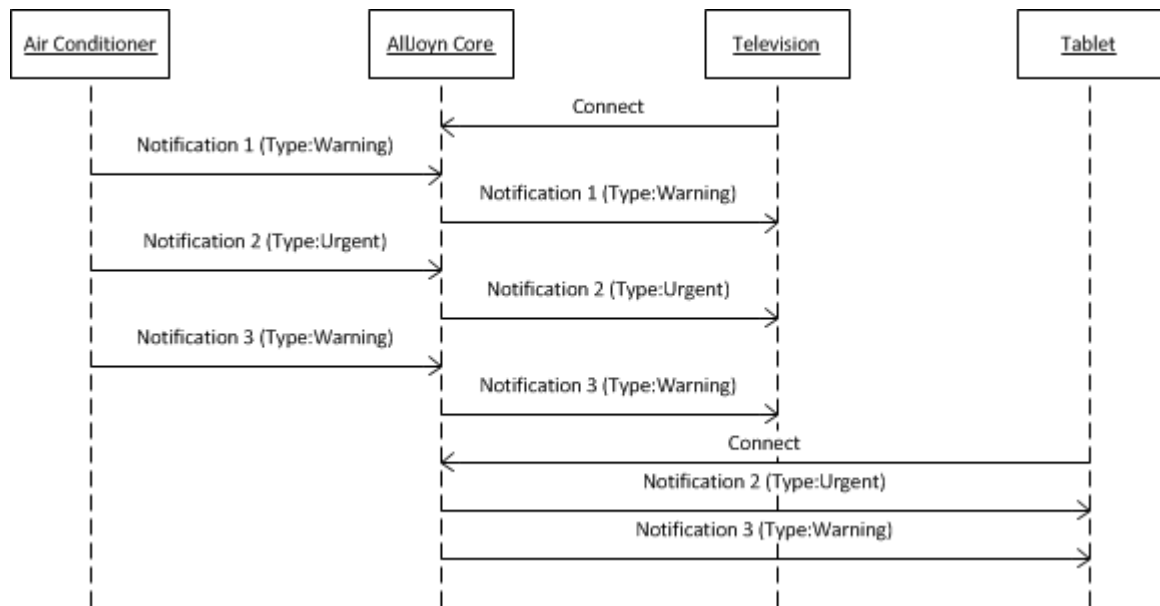 Air Conditioner
AllJoyn Core
Television
Tablet
Connect
Notification 1 (Type:Warning)
Notification 1 (Type:Warning)
Notification 2 (Type:Urgent)
Notification 2 (Type:Urgent)
Notification 3 (Type:Warning)
Notification 3 (Type:Warning)
Connect
Notification 2 (Type:Urgent)
Notification 3 (Type:Warning)